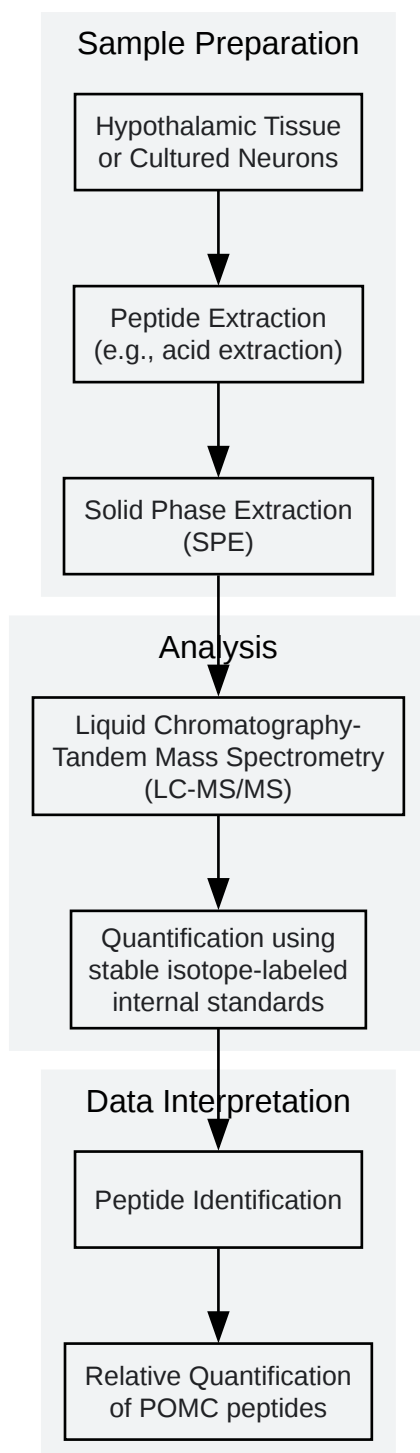 Sample Preparation
Hypothalamic Tissue
or Cultured Neurons
Peptide Extraction
(e.g., acid extraction)
Solid Phase Extraction
(SPE)
Analysis
Liquid Chromatography-
Tandem Mass Spectrometry
(LC-MS/MS)
Quantification using
stable isotope-labeled
internal standards
Data Interpretation
Peptide Identification
Relative Quantification
of POMC peptides